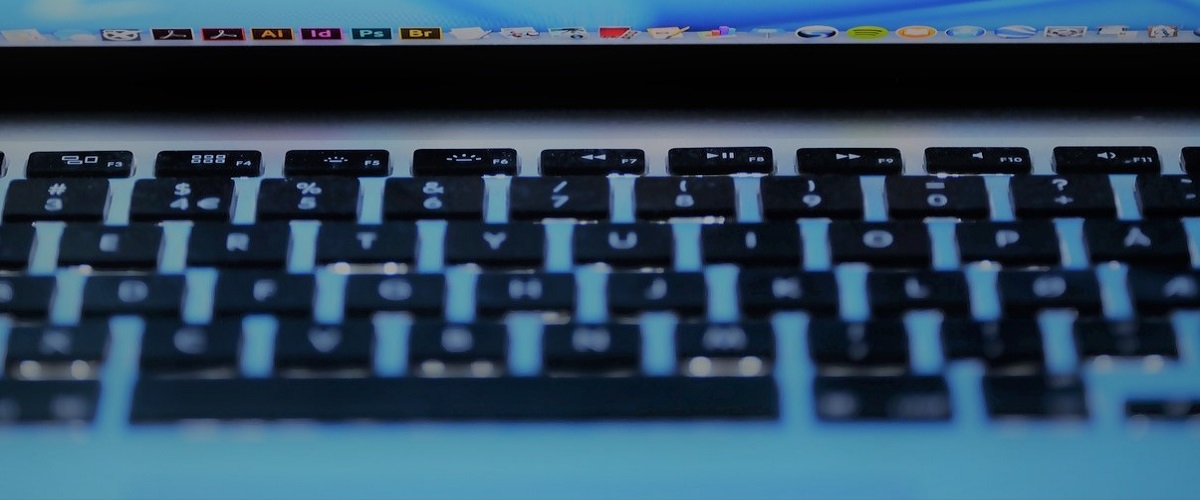 Ai Id Ps Br
F3 F4 F5 F6 F7 F8 F9 F10 F11
# $ % & / ( ) = ?
3 4 € 5 6 7 8 9 0 +
E R T Y U I O P Å
D F G H J K L Ø
X C V B N M